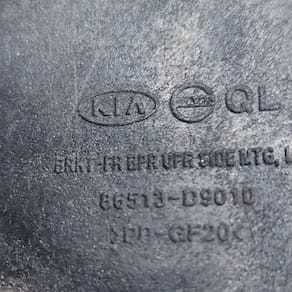 KIA QL
BRKT-FR BPR UPR SIDE MTG, L
86513-D9010
>PP-GF20<